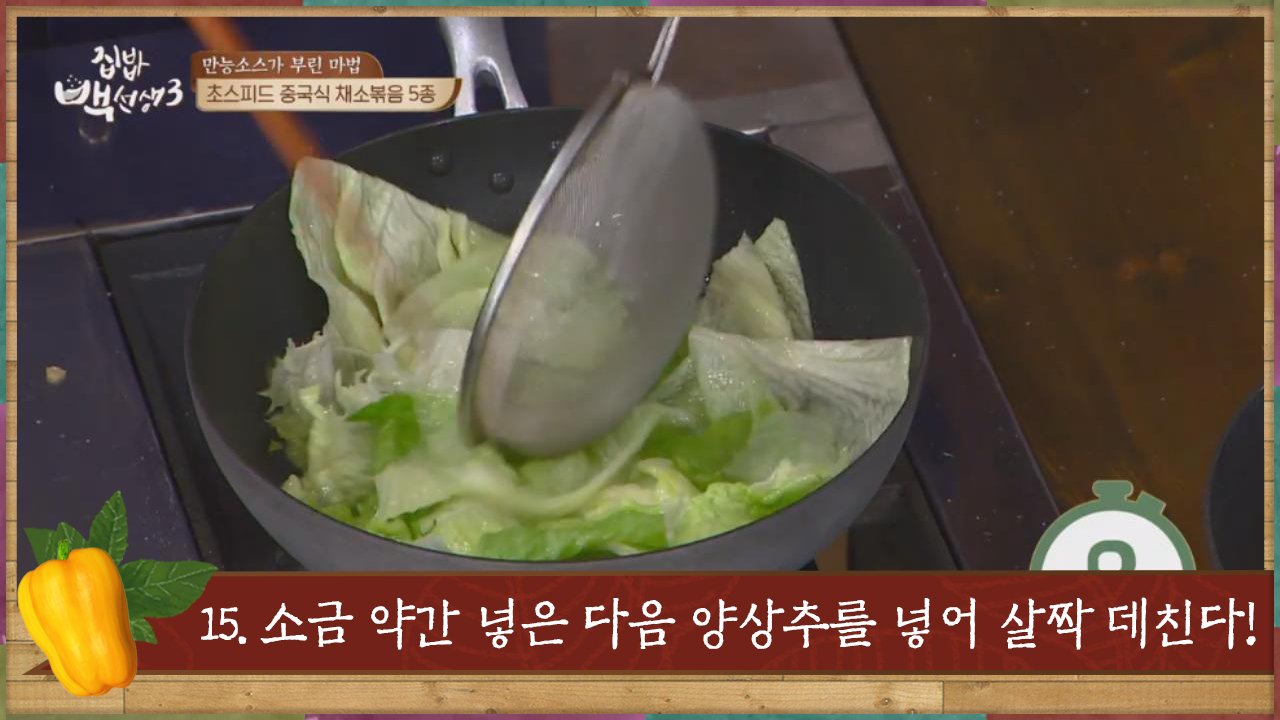 집밥
백선생3
만능소스가 부린 마법
초스피드 중국식 채소볶음 5종
15. 소금 약간 넣은 다음 양상추를 넣어 살짝 데친다!